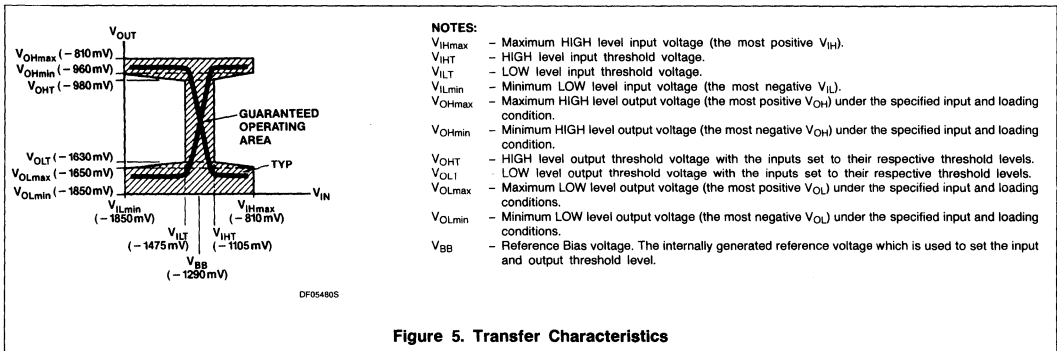 VOUT
VOHmax (−810mV)
VOHmin (−960mV)
VOHT (−980mV)
GUARANTEED
OPERATING
AREA
VOLT (−1630mV)
VOLmax (−1650mV)
VOLmin (−1850mV)
TYP
VIN
VILmin
(−1850mV)
VIHmax
(−810mV)
VILT
(−1475mV)
VIHT
(−1105mV)
VBB
(−1290mV)
DF05480S
NOTES:
VIHmax – Maximum HIGH level input voltage (the most positive VIH).
VIHT – HIGH level input threshold voltage.
VILT – LOW level input threshold voltage.
VILmin – Minimum LOW level input voltage (the most negative VIL).
VOHmax – Maximum HIGH level output voltage (the most positive VOH) under the specified input and loading
condition.
VOHmin – Minimum HIGH level output voltage (the most negative VOH) under the specified input and loading
condition.
VOHT – HIGH level output threshold voltage with the inputs set to their respective threshold levels.
VOLT LOW level output threshold voltage with the inputs set to their respective threshold levels.
VOLmax – Maximum LOW level output voltage (the most positive VOL) under the specified input and loading
conditions.
VOLmin – Minimum LOW level output voltage (the most negative VOL) under the specified input and loading
conditions.
VBB – Reference Bias voltage. The internally generated reference voltage which is used to set the input
and output threshold level.
Figure 5. Transfer Characteristics